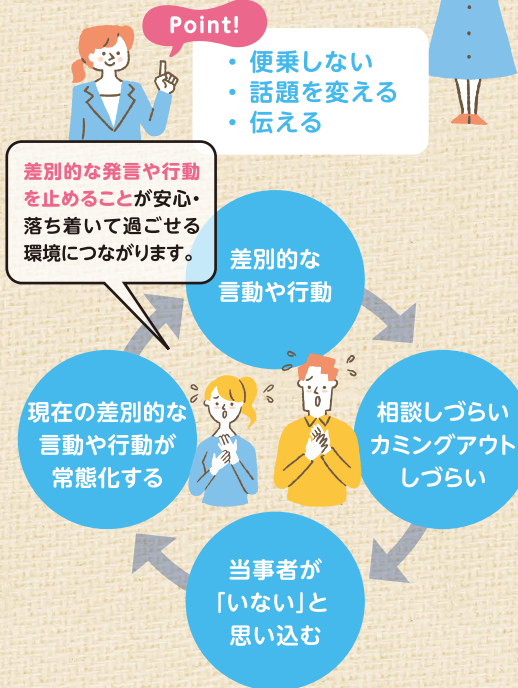 Point!
・便乗しない
・話題を変える
・伝える
差別的な発言や行動
を止めることが安心・
落ち着いて過ごせる
環境につながります。
差別的な
言動や行動
相談しづらい
カミングアウト
しづらい
当事者が
「いない」と
思い込む
現在の差別的な
言動や行動が
常態化する